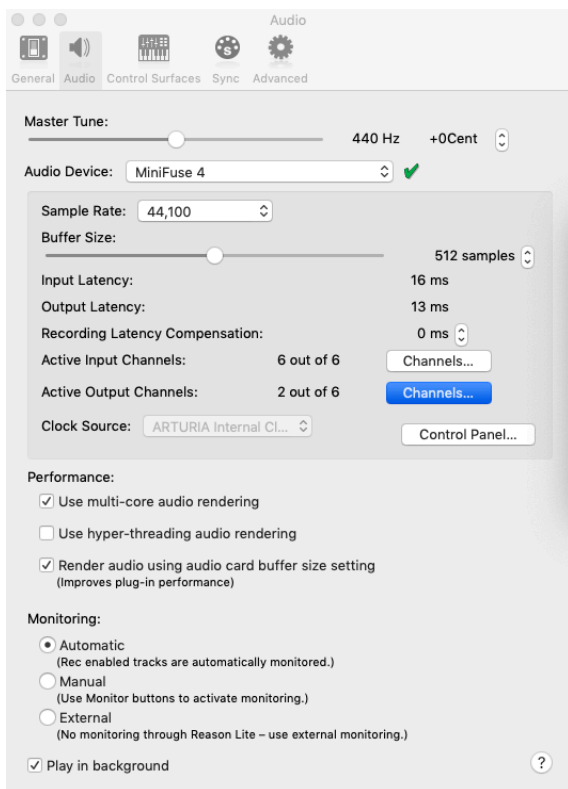 Audio
General Audio Control Surfaces Sync Advanced
Master Tune: 440 Hz +0Cent
Audio Device: MiniFuse 4
Sample Rate: 44,100
Buffer Size:
512 samples
Input Latency: 16 ms
Output Latency: 13 ms
Recording Latency Compensation: 0 ms
Active Input Channels: 6 out of 6 Channels...
Active Output Channels: 2 out of 6 Channels...
Clock Source: ARTURIA Internal Cl... Control Panel...
Performance:
Use multi-core audio rendering
Use hyper-threading audio rendering
Render audio using audio card buffer size setting
(Improves plug-in performance)
Monitoring:
Automatic
(Rec enabled tracks are automatically monitored.)
Manual
(Use Monitor buttons to activate monitoring.)
External
(No monitoring through Reason Lite – use external monitoring.)
Play in background ?